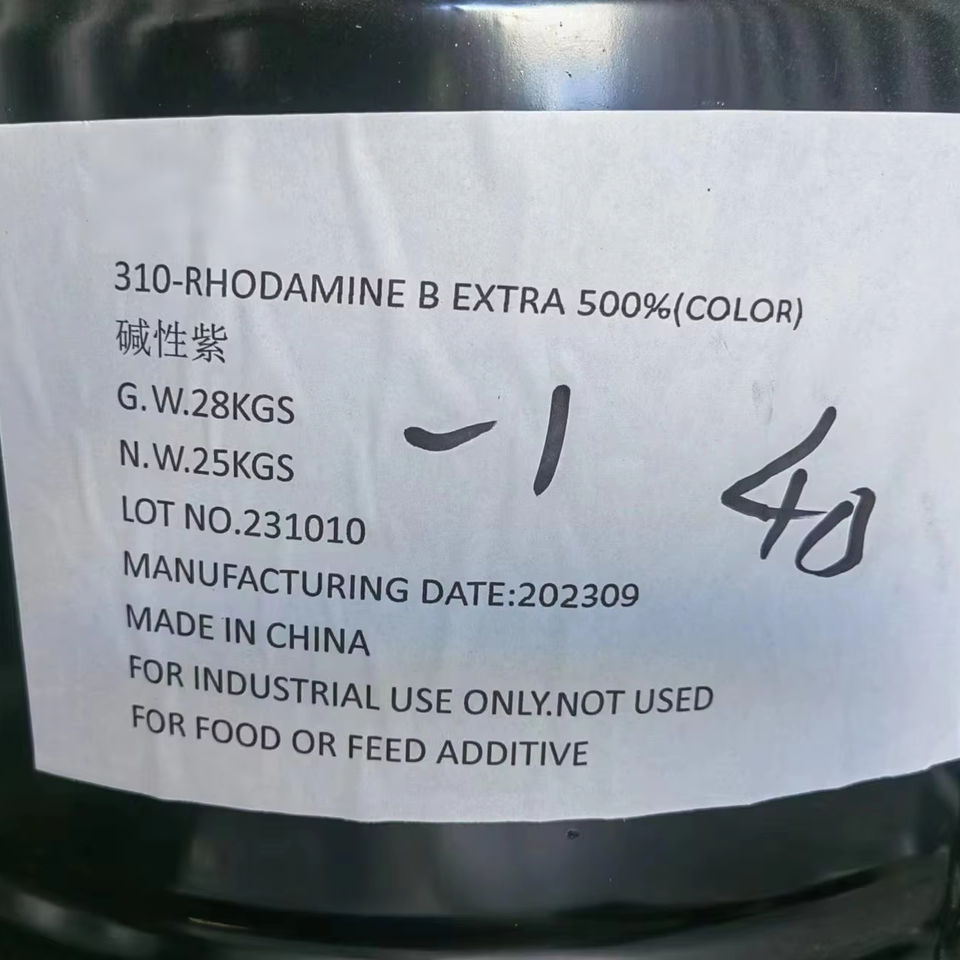 310-RHODAMINE B EXTRA 500%(COLOR)
碱性紫
G.W.28KGS
N.W.25KGS
LOT NO.231010
MANUFACTURING DATE:202309
MADE IN CHINA
FOR INDUSTRIAL USE ONLY.NOT USED
FOR FOOD OR FEED ADDITIVE
-1
40